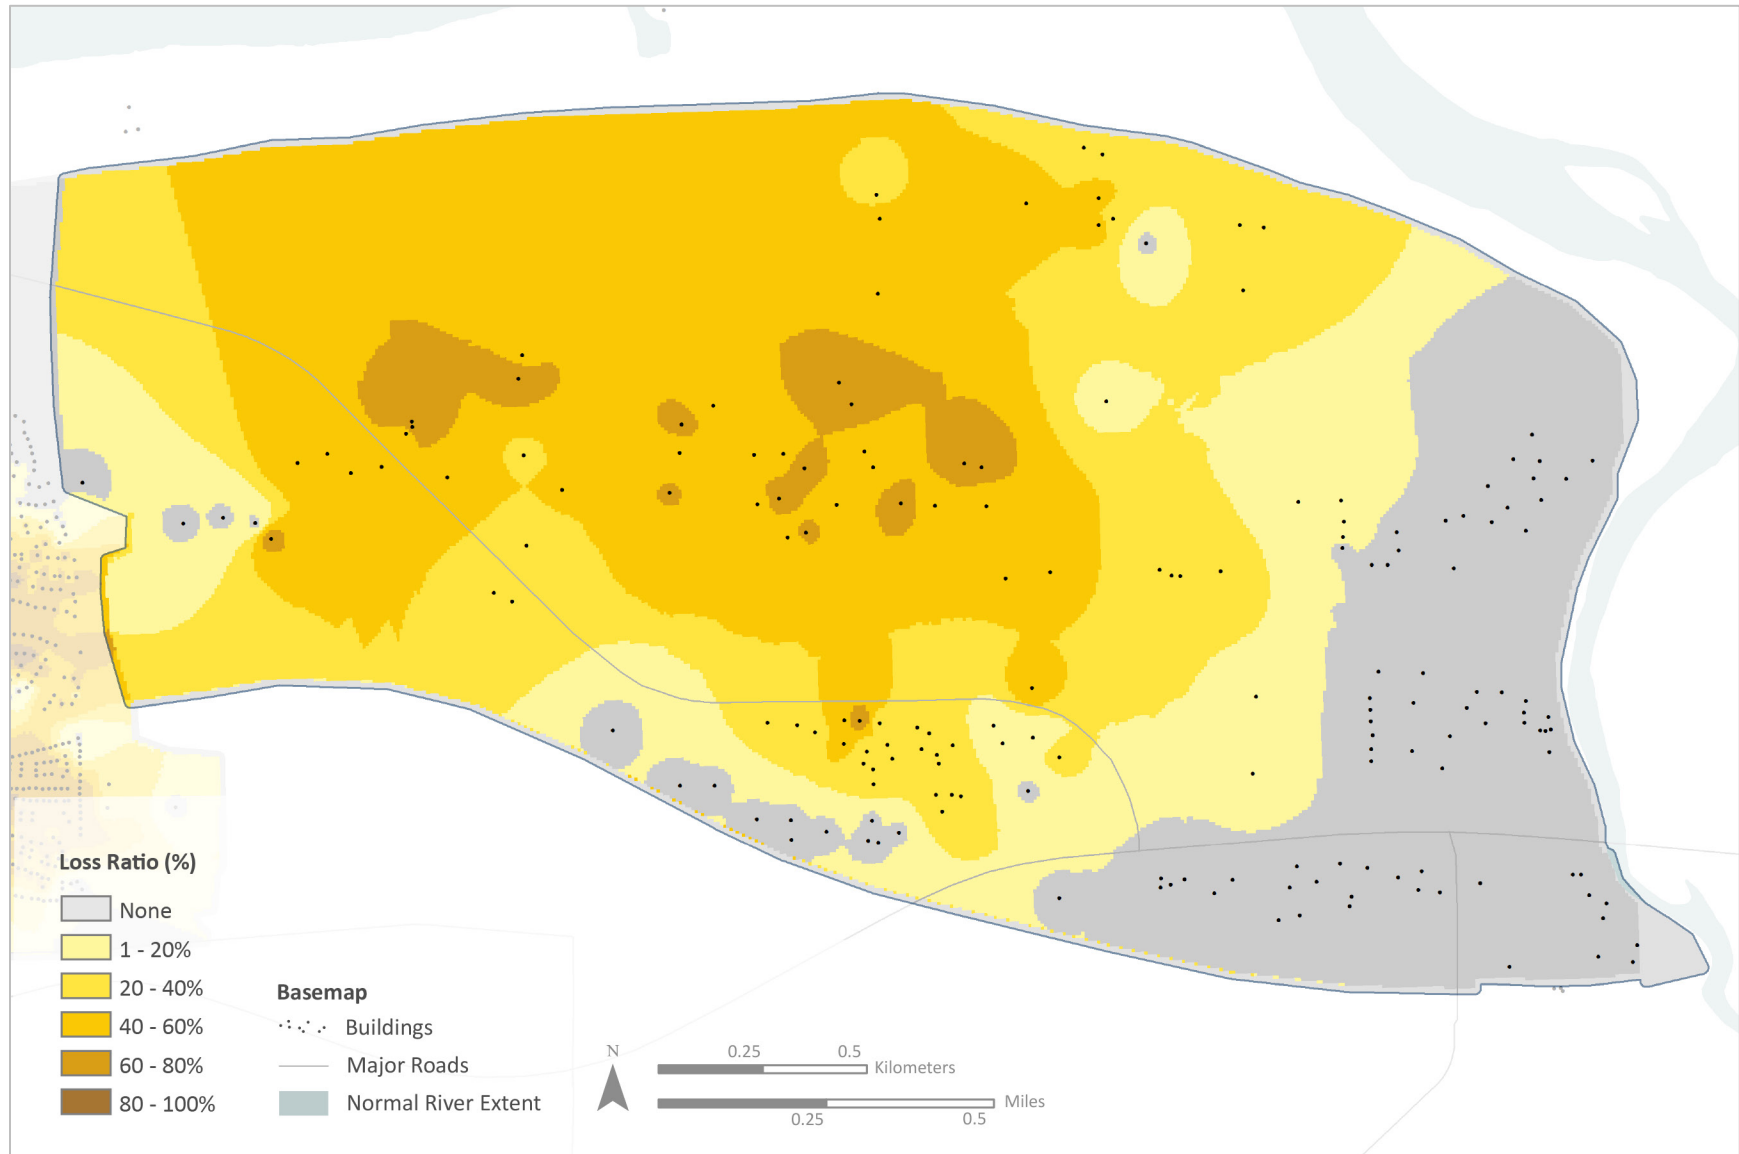 Loss Ratio (%)
None
1 - 20%
20 - 40%
40 - 60%
60 - 80%
80 - 100%
Basemap
Buildings
Major Roads
Normal River Extent
N
0.25 0.5
Kilometers
Miles
0.25 0.5